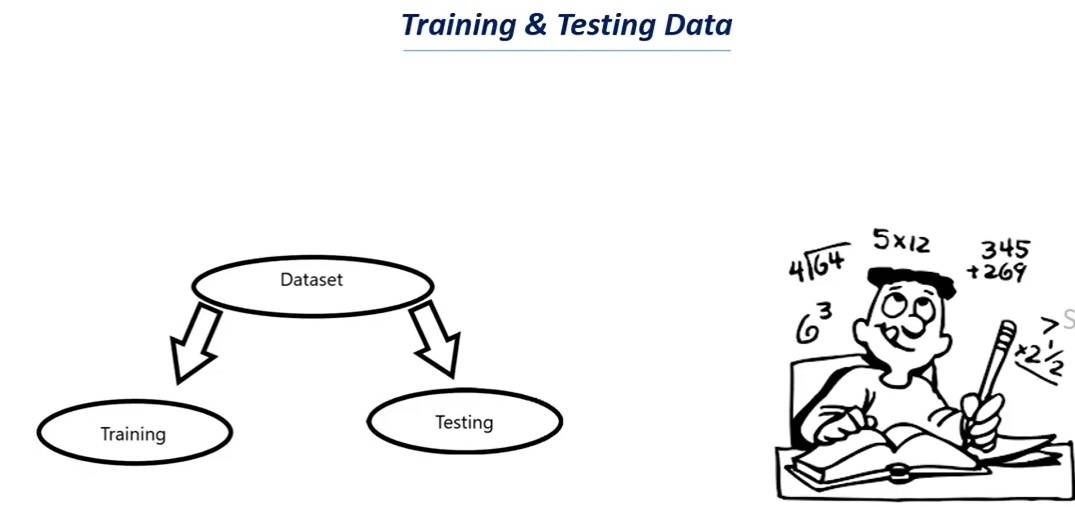 Training & Testing Data
Dataset
Training
Testing
5x12
4√64
345
+269
6³
x2½